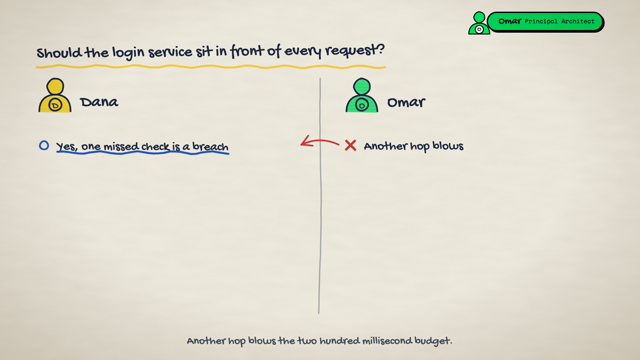 Omar Principal Architect
Should the login service sit in front of every request?
D Dana
O Omar
Yes, one missed check is a breach
Another hop blows
Another hop blows the two hundred millisecond budget.